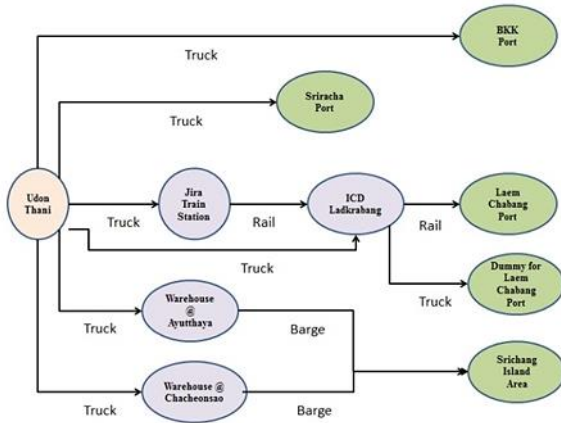 BKK
Port
Truck
Sriracha
Port
Truck
Udon
Thani
Jira
Train
Station
ICD
Ladkrabang
Laem
Chabang
Port
Truck
Rail
Rail
Truck
Dummy for
Laem
Chabang
Port
Truck
Warehouse
@
Ayutthaya
Truck
Barge
Srichang
Island
Area
Warehouse @
Chacheonsao
Truck
Barge